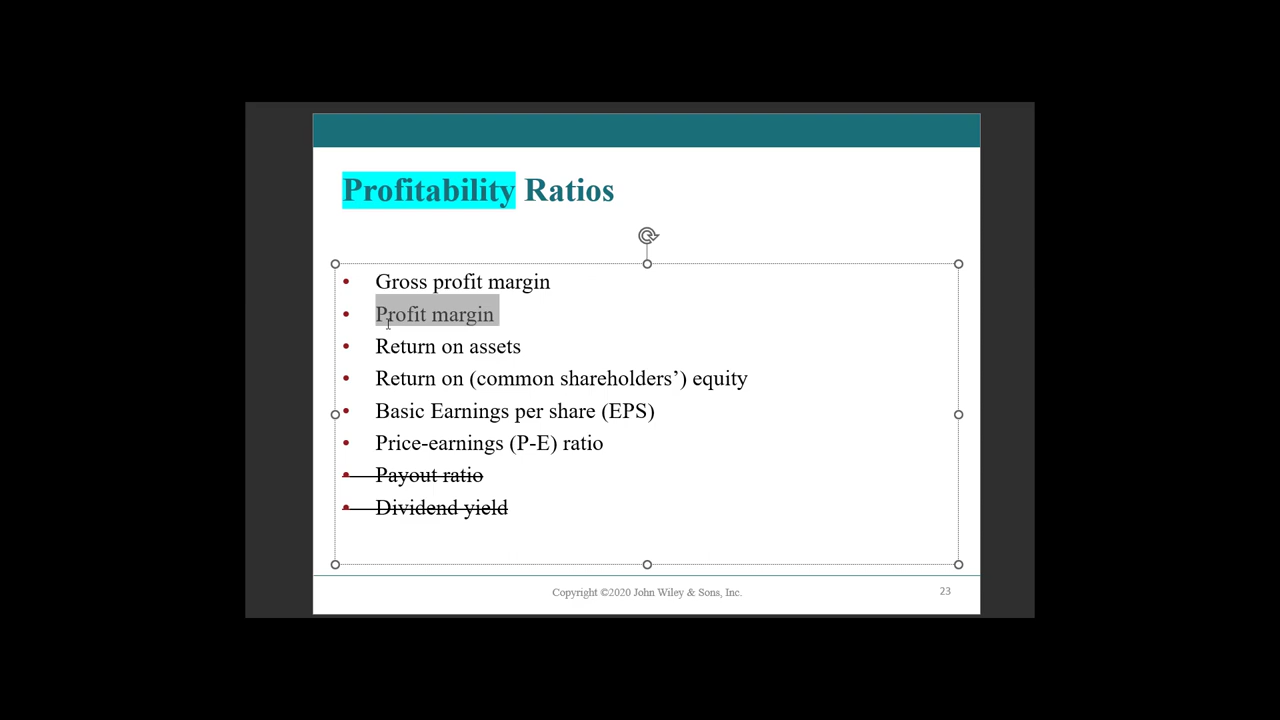 Profitability Ratios
• Gross profit margin
• Profit margin
• Return on assets
• Return on (common shareholders’) equity
• Basic Earnings per share (EPS)
• Price-earnings (P-E) ratio
• Payout ratio
• Dividend yield
Copyright ©2020 John Wiley & Sons, Inc.
23